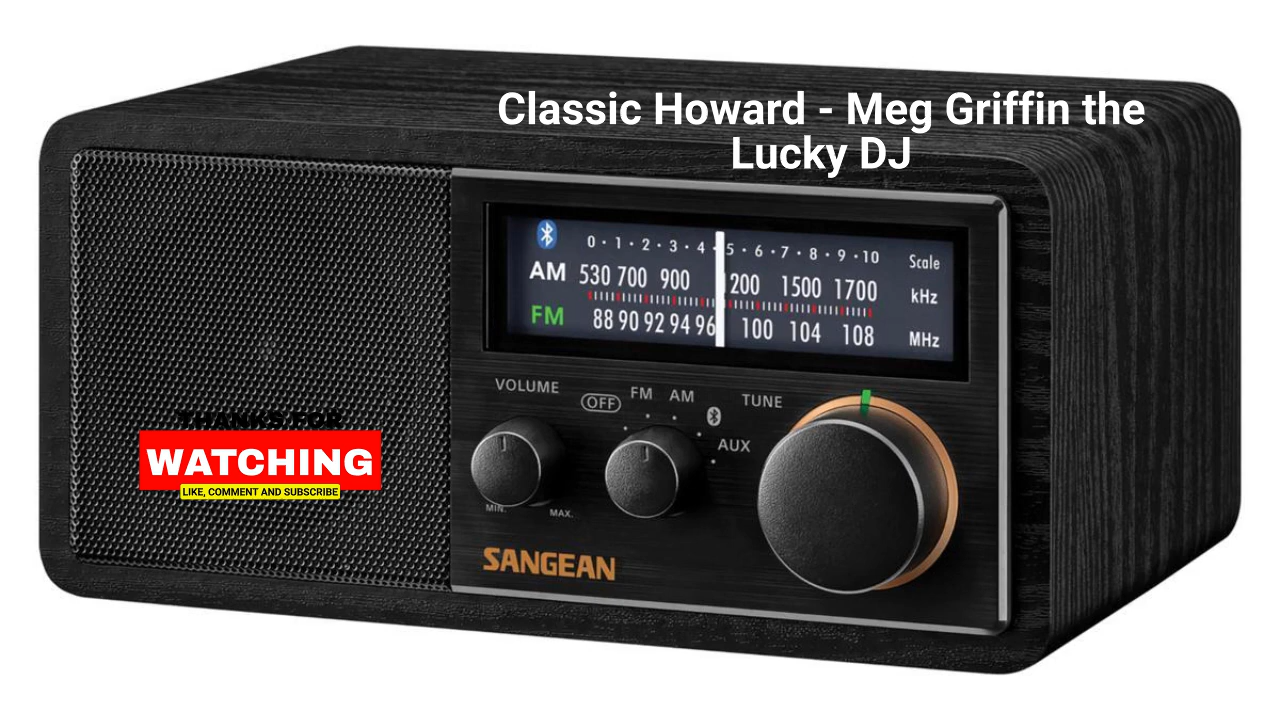 Classic Howard - Meg Griffin the
Lucky DJ
0 · 1 · 2 · 3 · 4 · 5 · 6 · 7 · 8 · 9 · 10 Scale
AM 530 700 900 1200 1500 1700 kHz
FM 88 90 92 94 96 100 104 108 MHz
VOLUME OFF FM AM TUNE
AUX
MIN. MAX.
THANKS FOR
WATCHING
LIKE, COMMENT AND SUBSCRIBE
SANGEAN